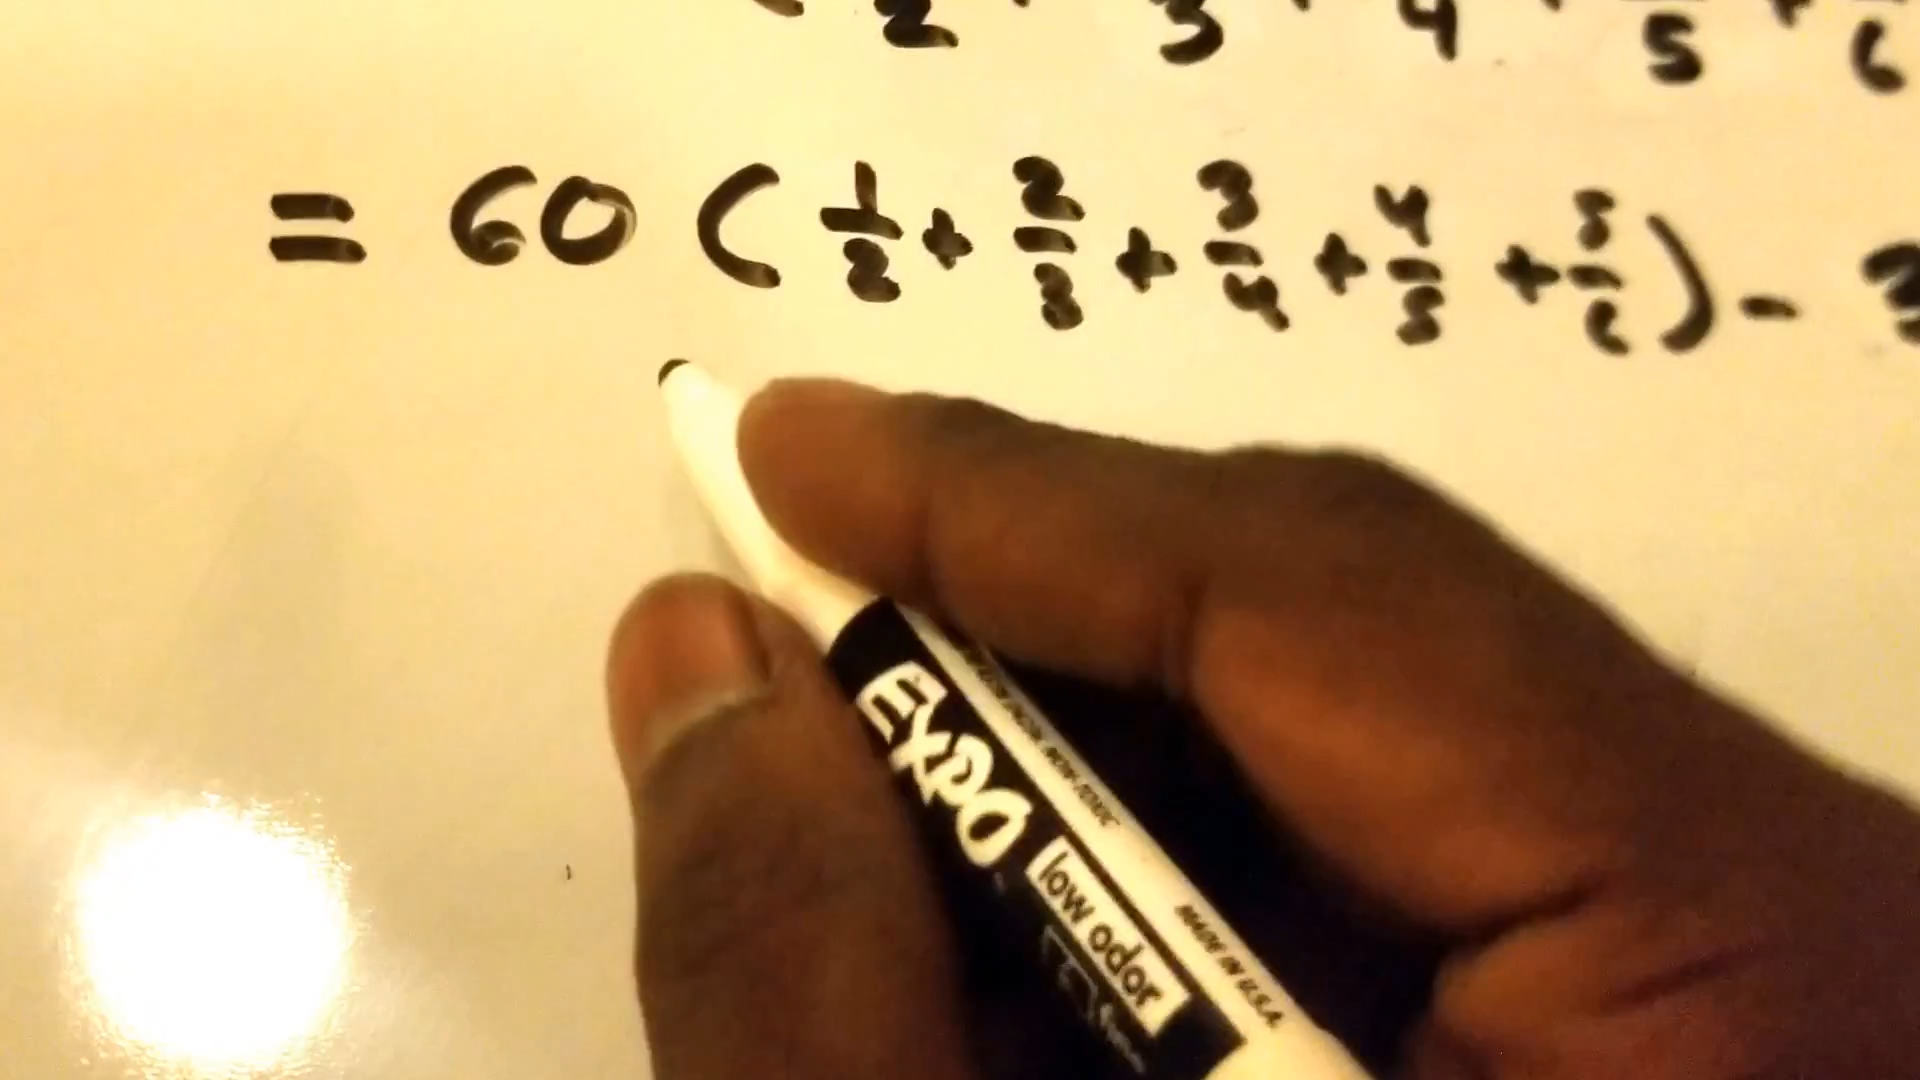 2 3 4 5 + 6
= 60 ( 1/2 + 2/3 + 3/4 + 4/5 + 5/6 ) - 3
EXPO
low odor
MADE IN U.S.A.